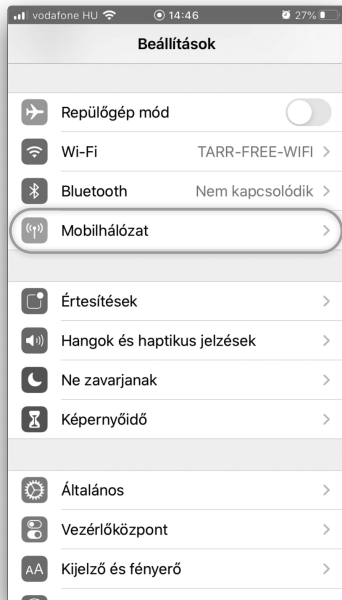 vodafone HU 14:46 27%
Beállítások
Repülőgép mód
Wi-Fi TARR-FREE-WIFI
Bluetooth Nem kapcsolódik
Mobilhálózat
Értesítések
Hangok és haptikus jelzések
Ne zavarjanak
Képernyőidő
Általános
Vezérlőközpont
AA Kijelző és fényerő